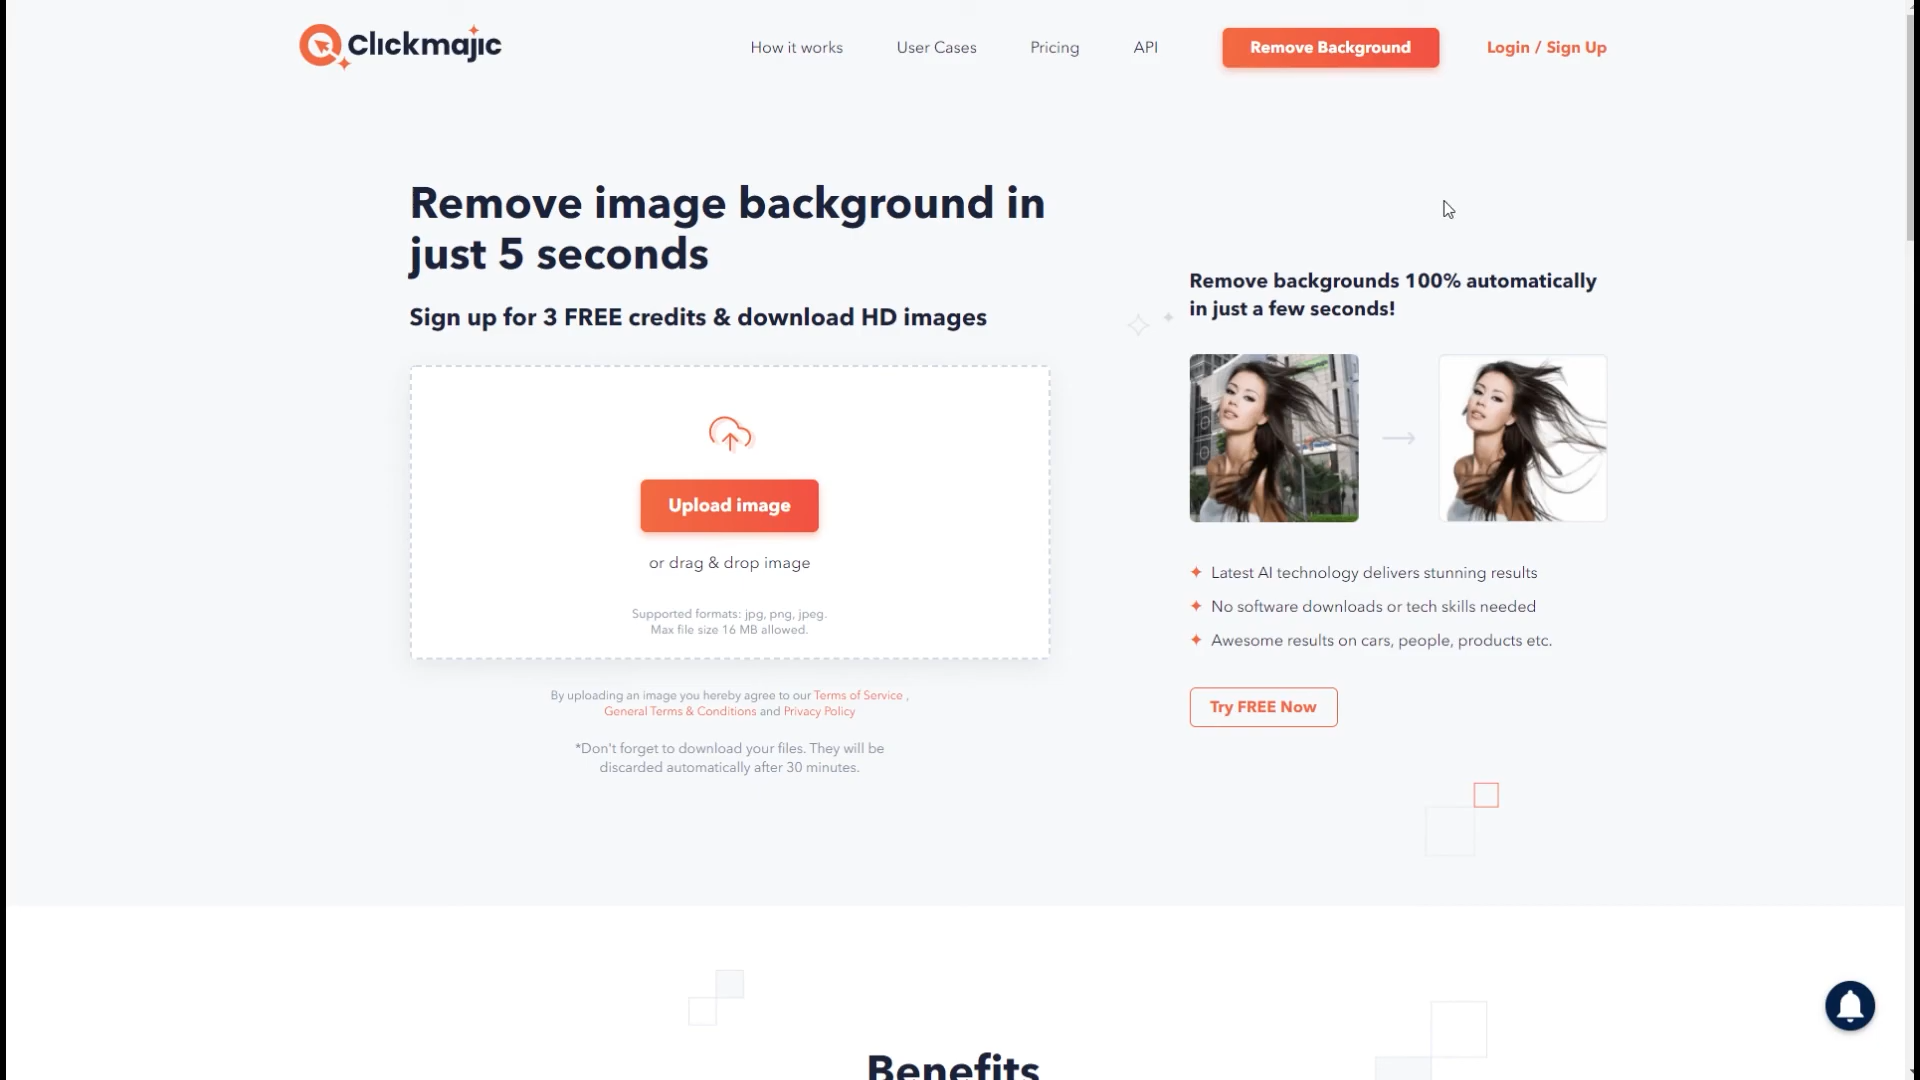 Clickmajic
How it works
User Cases
Pricing
API
Remove Background
Login / Sign Up
Remove image background in
just 5 seconds
Sign up for 3 FREE credits & download HD images
Upload image
or drag & drop image
Supported formats: jpg, png, jpeg.
Max file size 16 MB allowed.
By uploading an image you hereby agree to our Terms of Service ,
General Terms & Conditions and Privacy Policy
*Don't forget to download your files. They will be
discarded automatically after 30 minutes.
Remove backgrounds 100% automatically
in just a few seconds!
Latest AI technology delivers stunning results
No software downloads or tech skills needed
Awesome results on cars, people, products etc.
Try FREE Now
Benefits